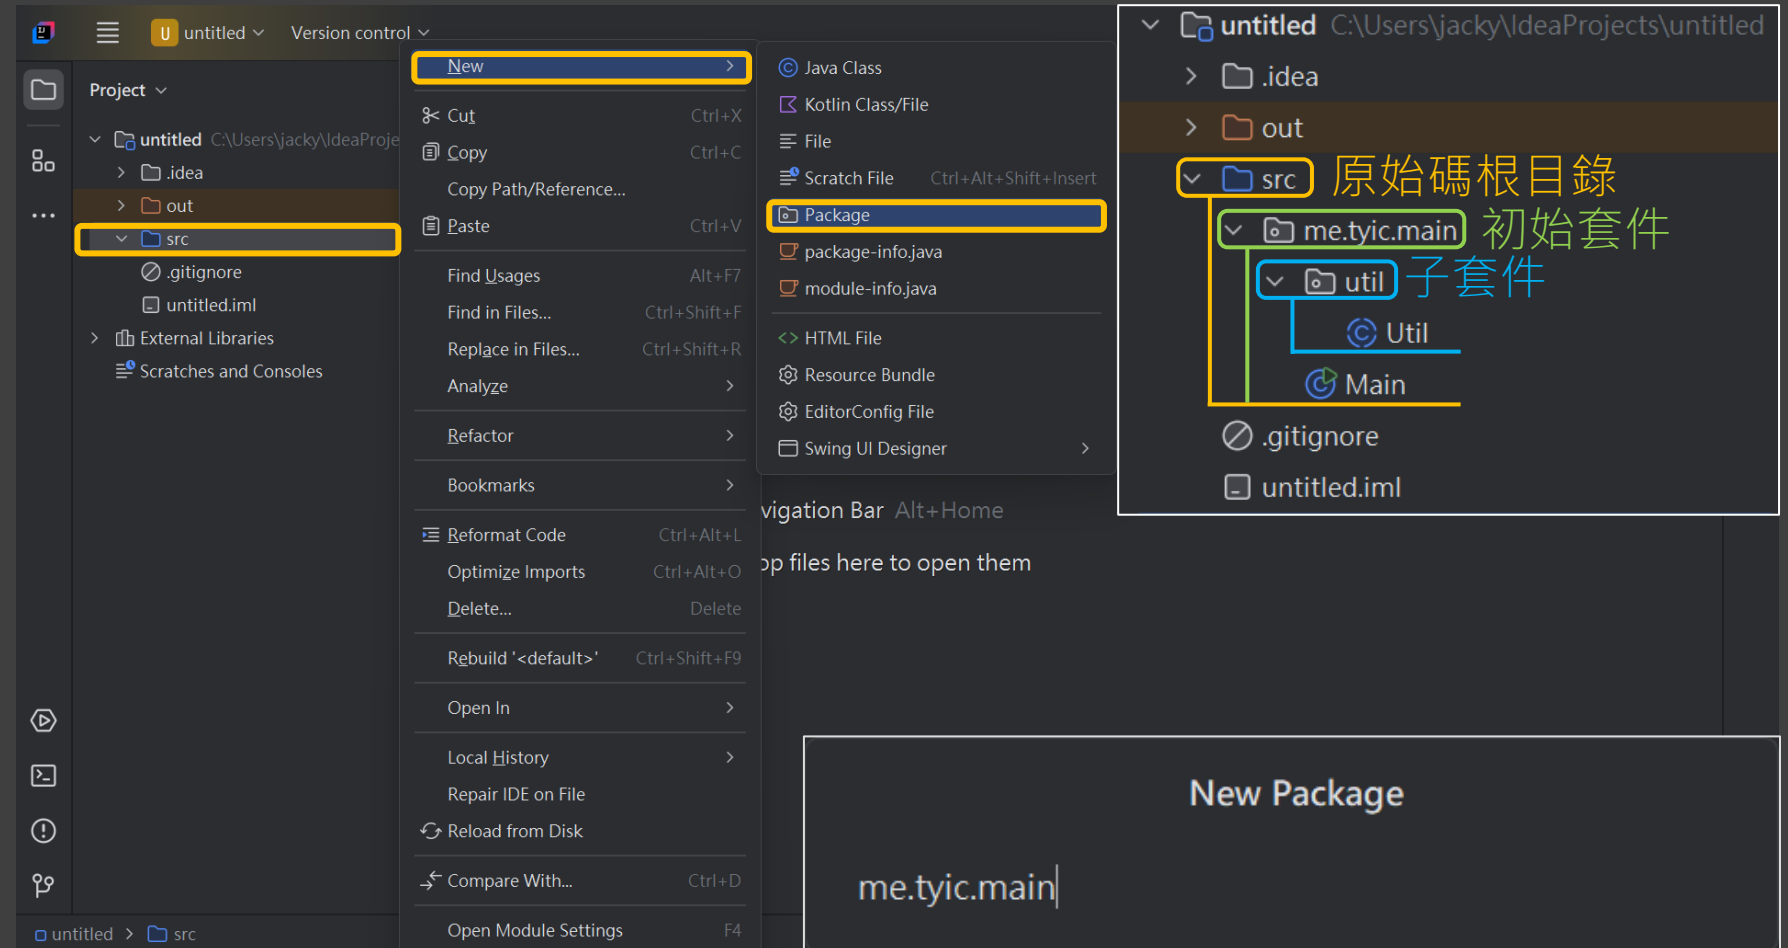 U untitled
Version control
Project
untitled C:\Users\jacky\IdeaProje
.idea
out
src
.gitignore
untitled.iml
External Libraries
Scratches and Consoles
New
Cut Ctrl+X
Copy Ctrl+C
Copy Path/Reference...
Paste Ctrl+V
Find Usages Alt+F7
Find in Files... Ctrl+Shift+F
Replace in Files... Ctrl+Shift+R
Analyze
Refactor
Bookmarks
Reformat Code Ctrl+Alt+L
Optimize Imports Ctrl+Alt+O
Delete... Delete
Rebuild '<default>' Ctrl+Shift+F9
Open In
Local History
Repair IDE on File
Reload from Disk
Compare With... Ctrl+D
Open Module Settings F4
Java Class
Kotlin Class/File
File
Scratch File Ctrl+Alt+Shift+Insert
Package
package-info.java
module-info.java
HTML File
Resource Bundle
EditorConfig File
Swing UI Designer
vigation Bar Alt+Home
op files here to open them
untitled C:\Users\jacky\IdeaProjects\untitled
.idea
out
src 原始碼根目錄
me.tyic.main 初始套件
util 子套件
Util
Main
.gitignore
untitled.iml
New Package
me.tyic.main
untitled > src